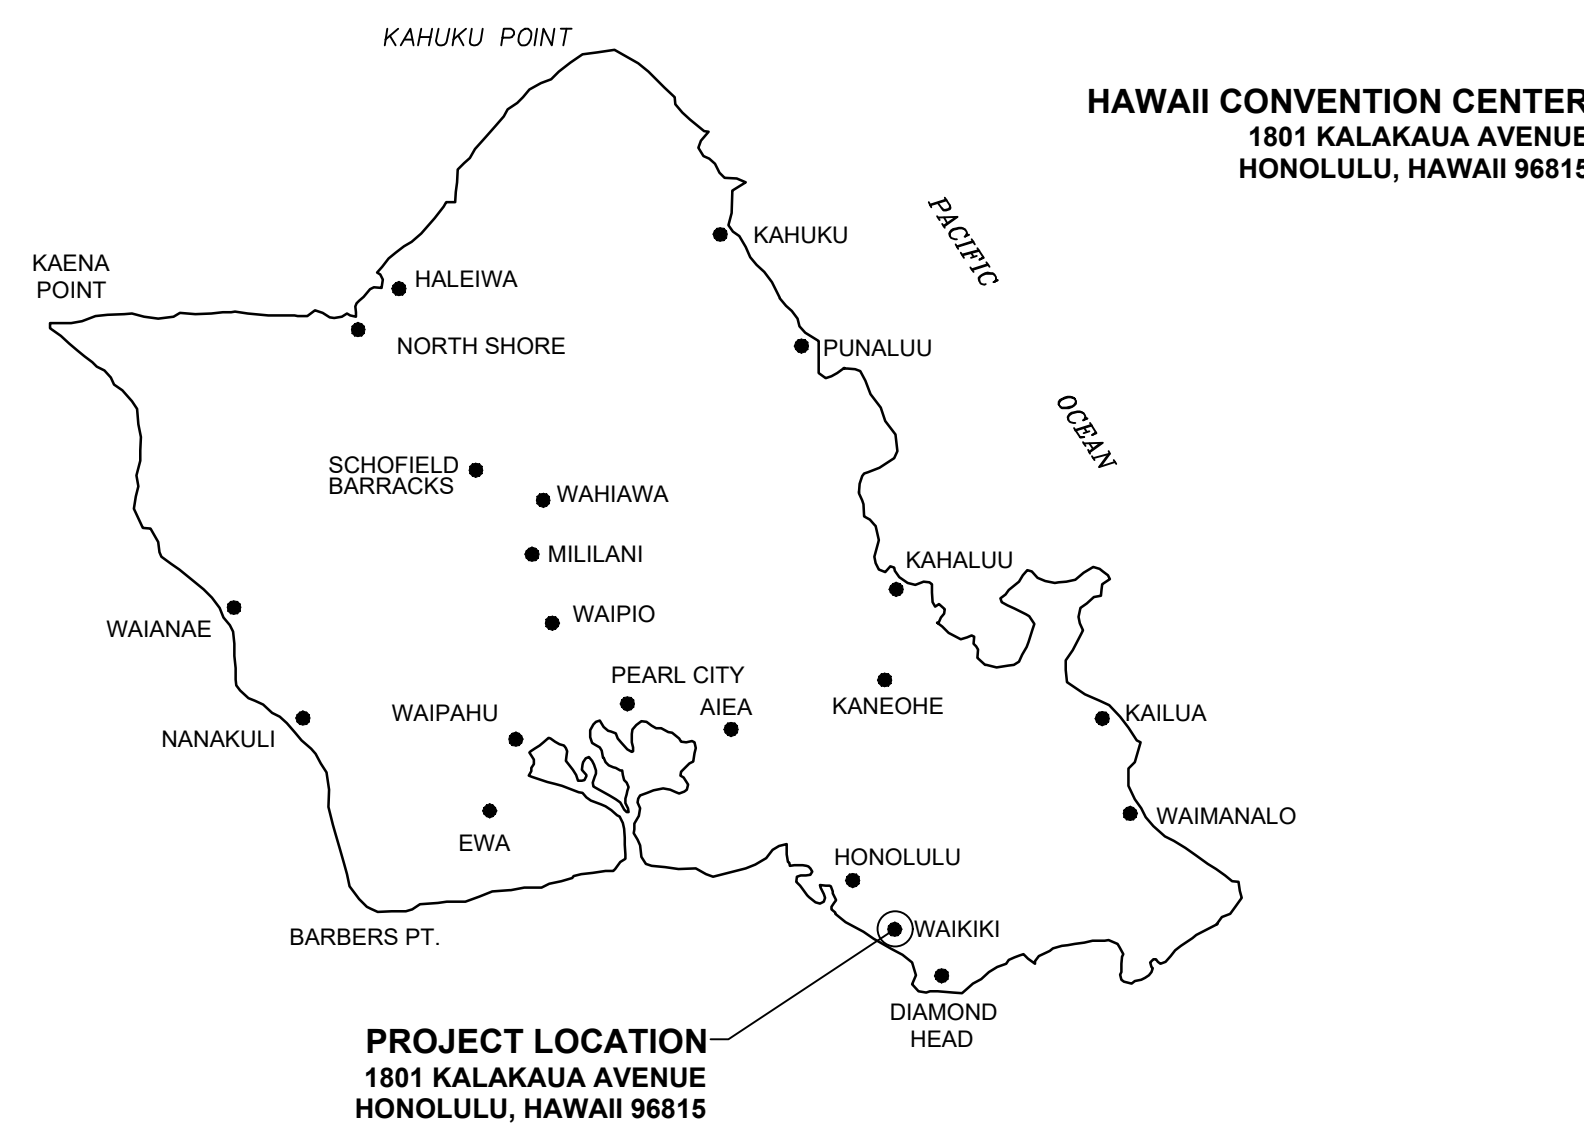 KAHUKU POINT
HAWAII CONVENTION CENTER
1801 KALAKAUA AVENUE
HONOLULU, HAWAII 96815
PACIFIC
KAHUKU
KAENA
POINT
HALEIWA
NORTH SHORE
PUNALUU
OCEAN
SCHOFIELD
BARRACKS
WAHIAWA
MILILANI
KAHALUU
WAIPIO
WAIANAE
PEARL CITY
AIEA
KANEOHE
WAIPAHU
KAILUA
NANAKULI
WAIMANALO
EWA
HONOLULU
WAIKIKI
BARBERS PT.
DIAMOND
HEAD
PROJECT LOCATION
1801 KALAKAUA AVENUE
HONOLULU, HAWAII 96815